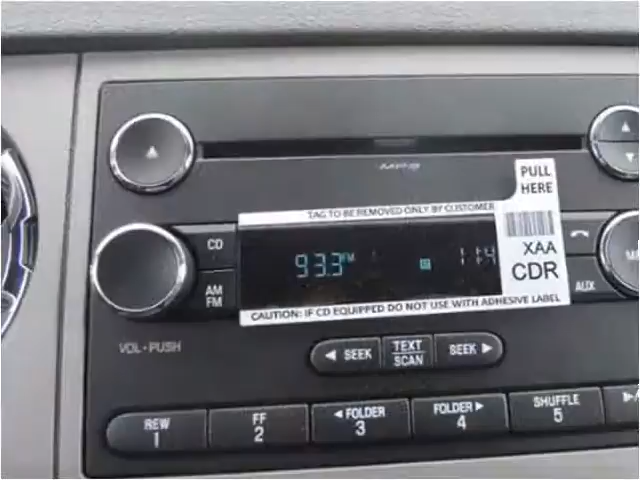 MP3
PULL
HERE
TAG TO BE REMOVED ONLY BY CUSTOMER
XAA
CDR
CD
93.3 FM
AM
FM
AUX
CAUTION: IF CD EQUIPPED DO NOT USE WITH ADHESIVE LABEL
VOL - PUSH
◄ SEEK
TEXT
SCAN
SEEK ►
REW
1
FF
2
◄ FOLDER
3
FOLDER ►
4
SHUFFLE
5